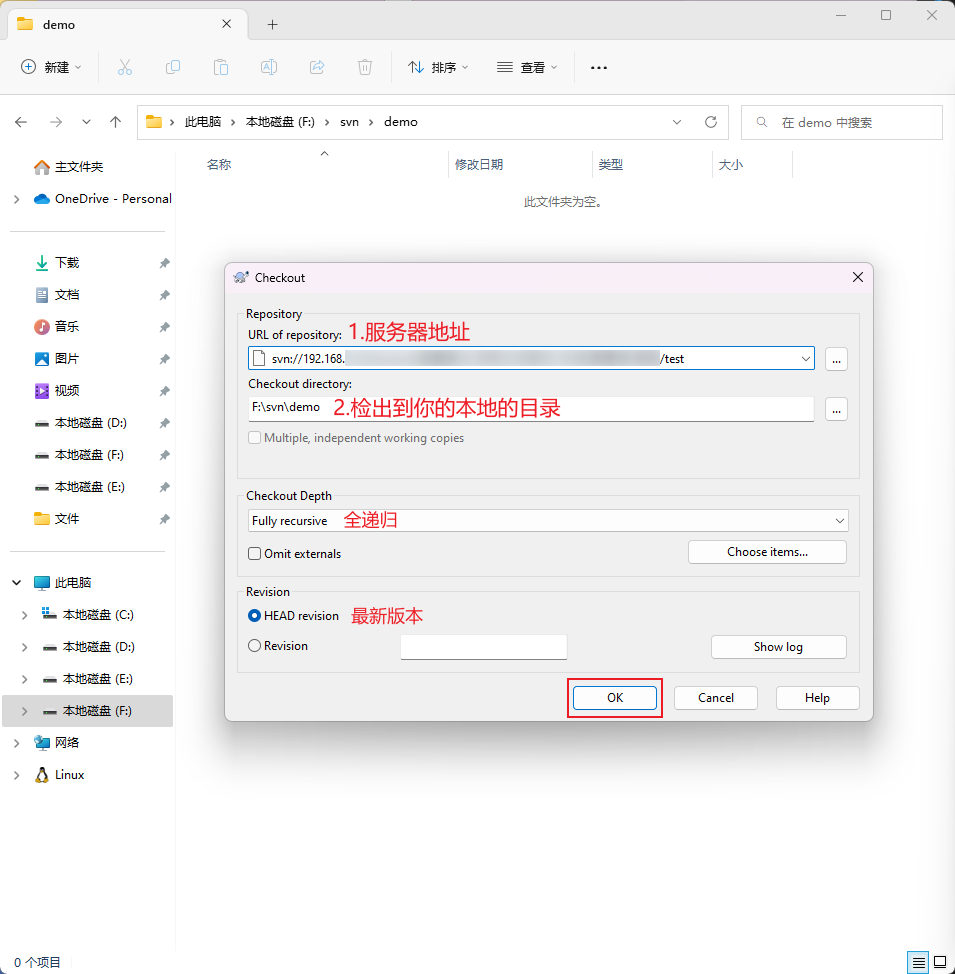 demo
新建
排序
查看
此电脑 本地磁盘 (F:) svn demo
在 demo 中搜索
主文件夹
OneDrive - Personal
下载
文档
音乐
图片
视频
本地磁盘 (D:)
本地磁盘 (F:)
本地磁盘 (E:)
文件
此电脑
本地磁盘 (C:)
本地磁盘 (D:)
本地磁盘 (E:)
本地磁盘 (F:)
网络
Linux
名称 修改日期 类型 大小
此文件夹为空。
Checkout
Repository
URL of repository: 1.服务器地址
svn://192.168. /test
...
Checkout directory:
F:\svn\demo 2.检出到你的本地的目录
...
Multiple, independent working copies
Checkout Depth
Fully recursive 全递归
Omit externals
Choose items...
Revision
HEAD revision 最新版本
Revision
Show log
OK
Cancel
Help
0 个项目